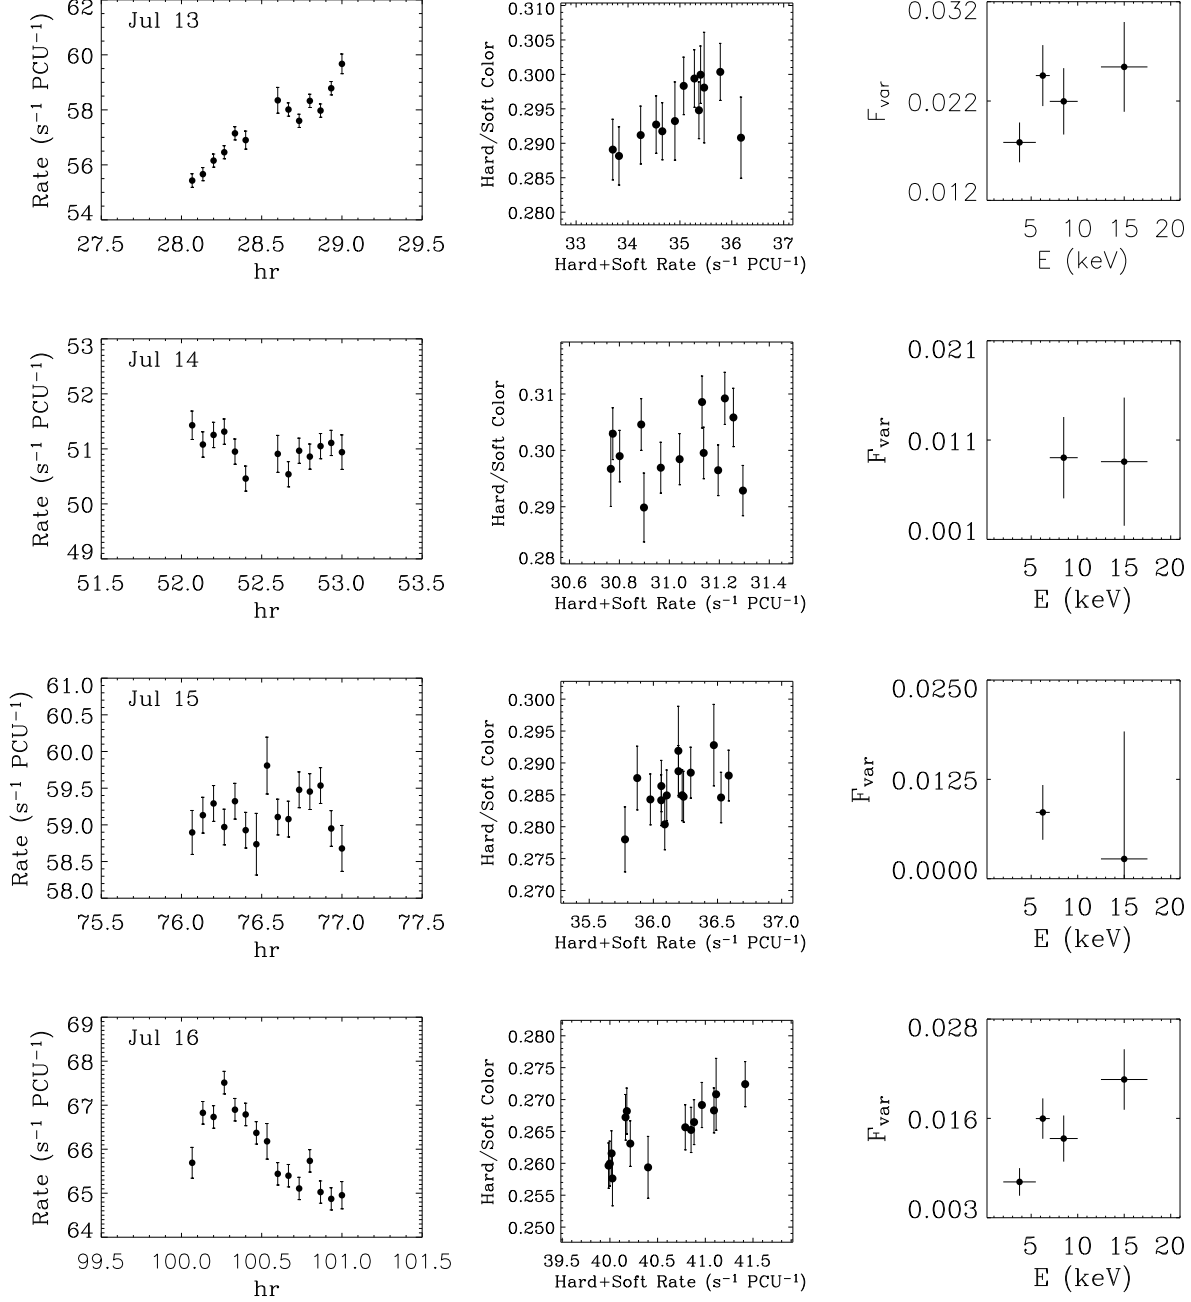 Jul 13
Rate (s⁻¹ PCU⁻¹)
62
60
58
56
54
27.5 28.0 28.5 29.0 29.5
hr
Hard/Soft Color
0.310
0.305
0.300
0.295
0.290
0.285
0.280
33 34 35 36 37
Hard+Soft Rate (s⁻¹ PCU⁻¹)
Fvar
0.032
0.022
0.012
5 10 15 20
E (keV)
Jul 14
Rate (s⁻¹ PCU⁻¹)
53
52
51
50
49
51.5 52.0 52.5 53.0 53.5
hr
Hard/Soft Color
0.31
0.30
0.29
0.28
30.6 30.8 31.0 31.2 31.4
Hard+Soft Rate (s⁻¹ PCU⁻¹)
Fvar
0.021
0.011
0.001
5 10 15 20
E (keV)
Jul 15
Rate (s⁻¹ PCU⁻¹)
61.0
60.5
60.0
59.5
59.0
58.5
58.0
75.5 76.0 76.5 77.0 77.5
hr
Hard/Soft Color
0.300
0.295
0.290
0.285
0.280
0.275
0.270
35.5 36.0 36.5 37.0
Hard+Soft Rate (s⁻¹ PCU⁻¹)
Fvar
0.0250
0.0125
0.0000
5 10 15 20
E (keV)
Jul 16
Rate (s⁻¹ PCU⁻¹)
69
68
67
66
65
64
99.5 100.0 100.5 101.0 101.5
hr
Hard/Soft Color
0.280
0.275
0.270
0.265
0.260
0.255
0.250
39.5 40.0 40.5 41.0 41.5
Hard+Soft Rate (s⁻¹ PCU⁻¹)
Fvar
0.028
0.016
0.003
5 10 15 20
E (keV)